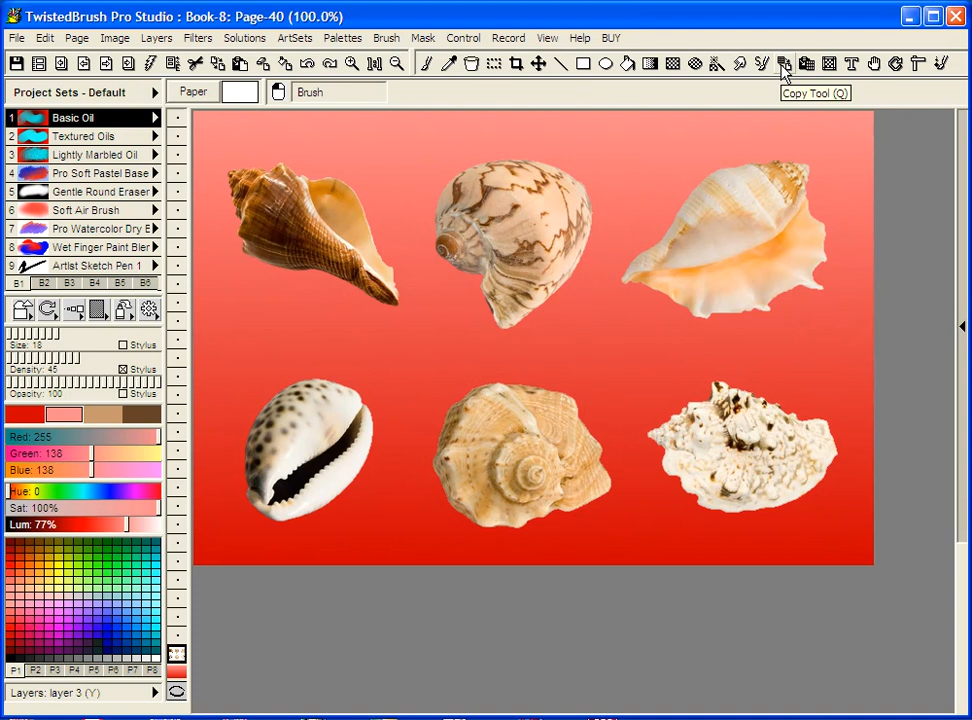 TwistedBrush Pro Studio : Book-8: Page-40 (100.0%)
File Edit Page Image Layers Filters Solutions ArtSets Palettes Brush Mask Control Record View Help BUY
Project Sets - Default
Paper
Brush
Copy Tool (Q)
1 Basic Oil
2 Textured Oils
3 Lightly Marbled Oil
4 Pro Soft Pastel Base
5 Gentle Round Eraser
6 Soft Air Brush
7 Pro Watercolor Dry E
8 Wet Finger Paint Bler
9 Artist Sketch Pen 1
B1 B2 B3 B4 B5 B6
Size: 18 Stylus
Density: 45 Stylus
Opacity: 100 Stylus
Red: 255
Green: 138
Blue: 138
Hue: 0
Sat: 100%
Lum: 77%
P1 P2 P3 P4 P5 P6 P7 P8
Layers: layer 3 (Y)